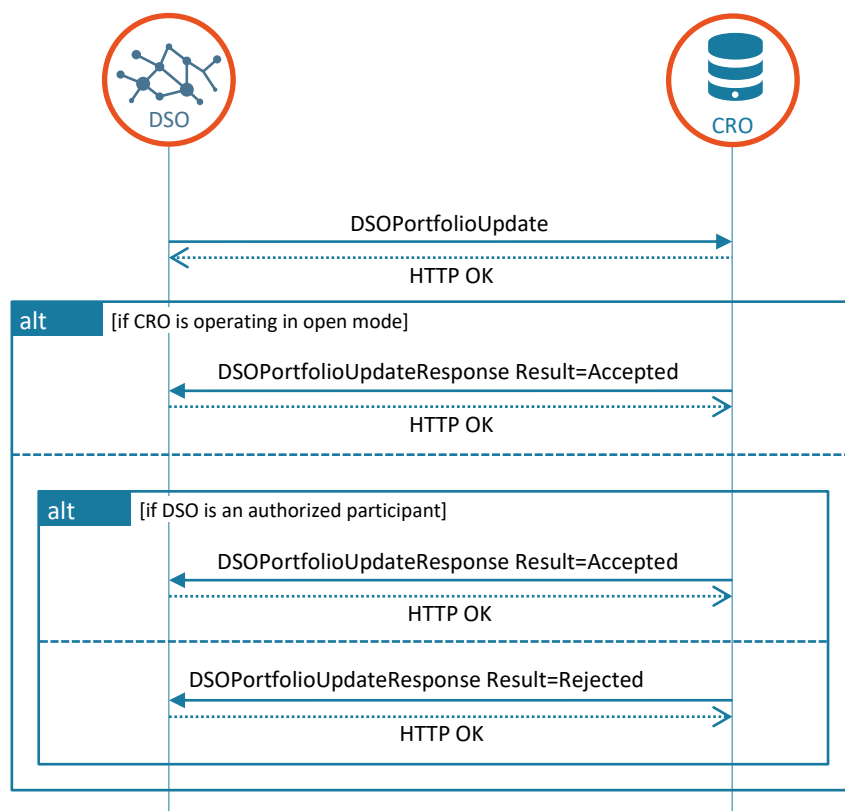 DSO
CRO
DSOPortfolioUpdate
HTTP OK
alt [if CRO is operating in open mode]
DSOPortfolioUpdateResponse Result=Accepted
HTTP OK
alt [if DSO is an authorized participant]
DSOPortfolioUpdateResponse Result=Accepted
HTTP OK
DSOPortfolioUpdateResponse Result=Rejected
HTTP OK